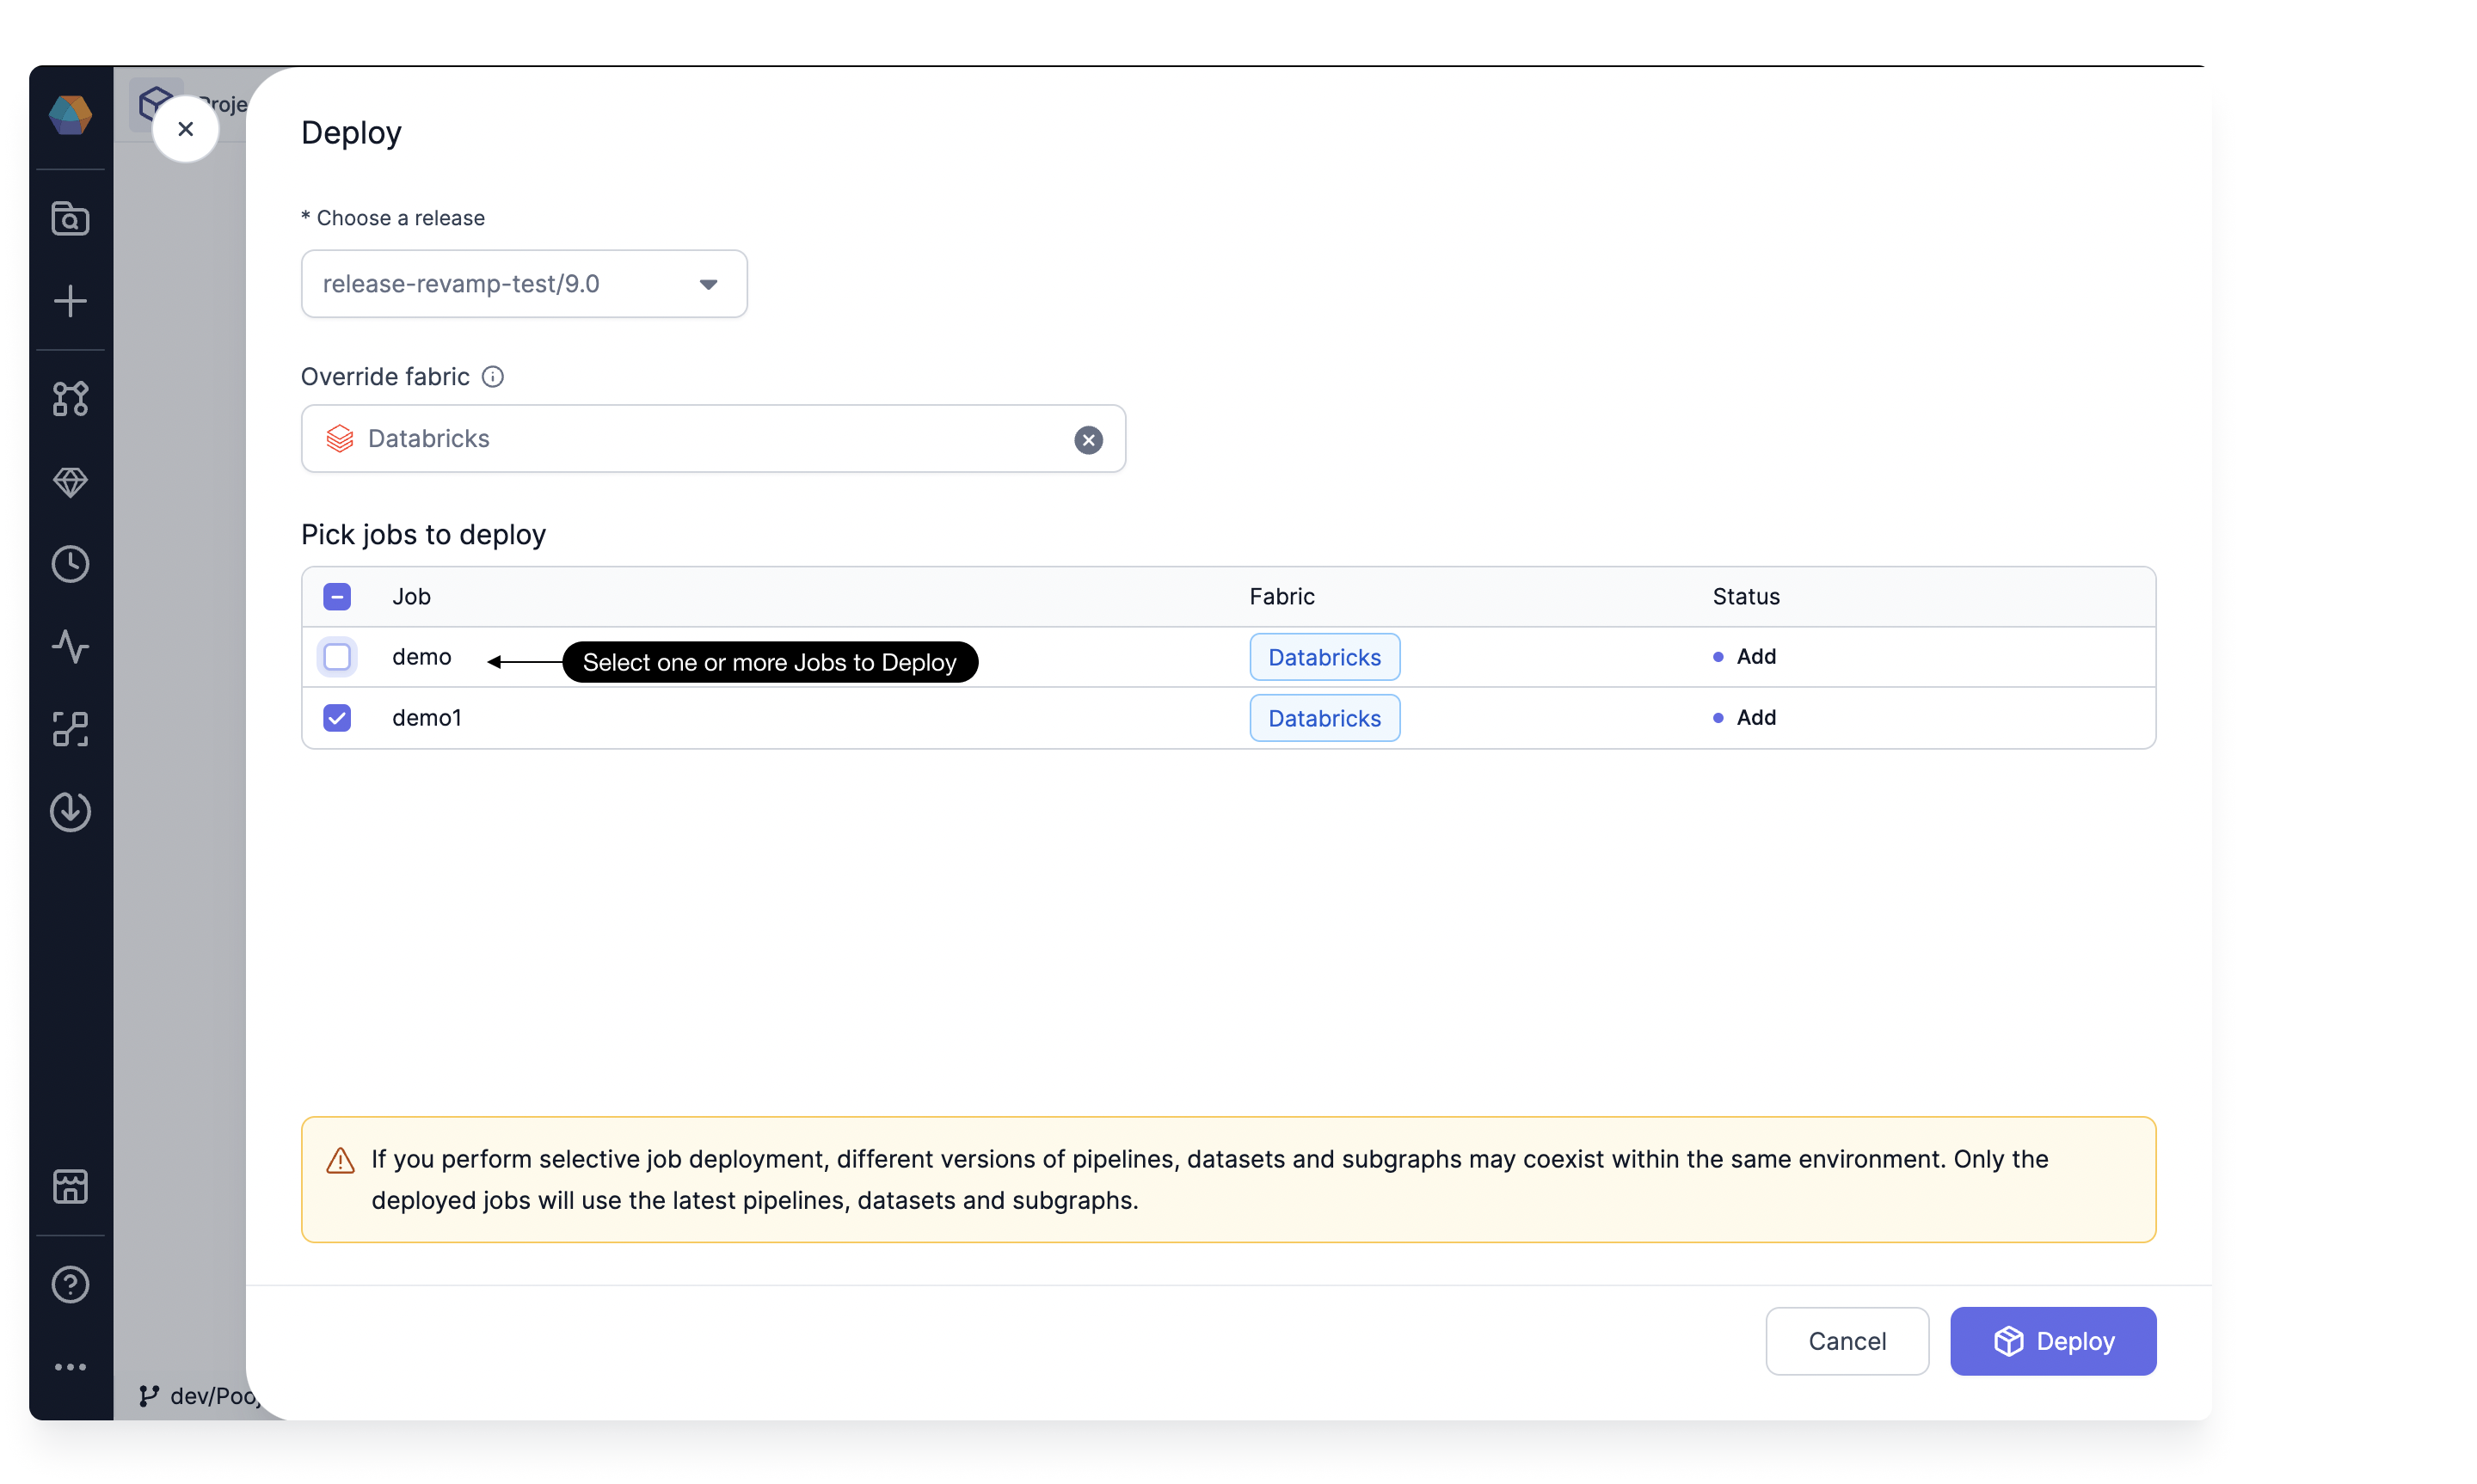 Deploy
* Choose a release
release-revamp-test/9.0
Override fabric
Databricks
Pick jobs to deploy
Job Fabric Status
demo Select one or more Jobs to Deploy Databricks Add
demo1 Databricks Add
If you perform selective job deployment, different versions of pipelines, datasets and subgraphs may coexist within the same environment. Only the
deployed jobs will use the latest pipelines, datasets and subgraphs.
Cancel Deploy